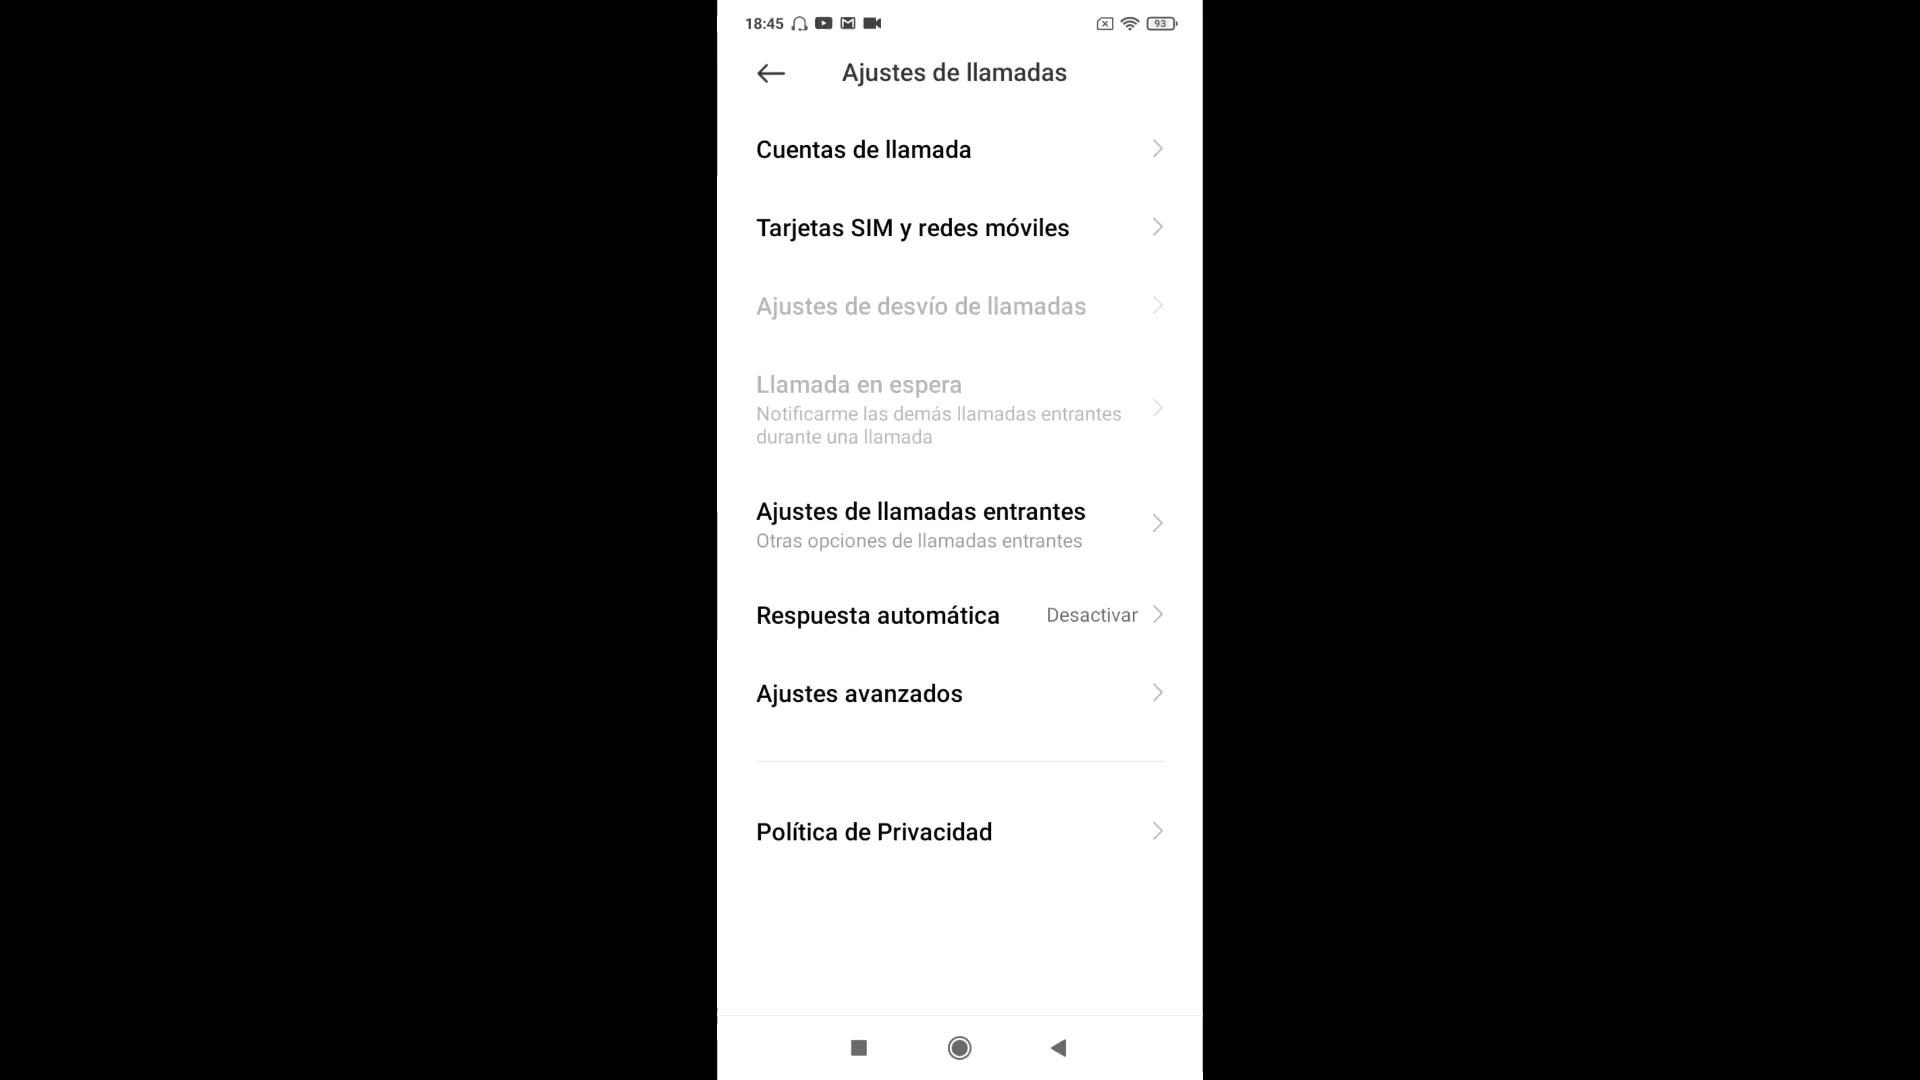 18:45
93
Ajustes de llamadas
Cuentas de llamada
Tarjetas SIM y redes móviles
Ajustes de desvío de llamadas
Llamada en espera
Notificarme las demás llamadas entrantes
durante una llamada
Ajustes de llamadas entrantes
Otras opciones de llamadas entrantes
Respuesta automática Desactivar
Ajustes avanzados
Política de Privacidad